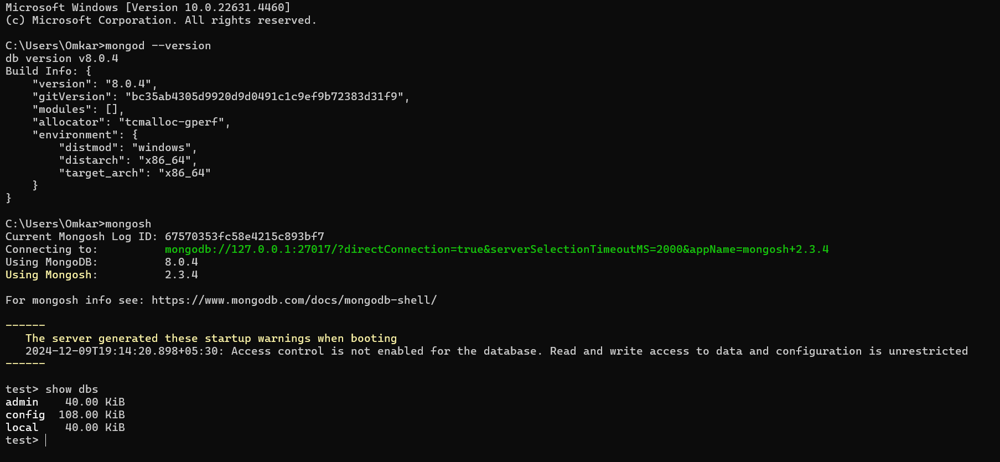 Microsoft Windows [Version 10.0.22631.4460]
(c) Microsoft Corporation. All rights reserved.

C:\Users\Omkar>mongod --version
db version v8.0.4
Build Info: {
    "version": "8.0.4",
    "gitVersion": "bc35ab4305d9920d9d0491c1c9ef9b72383d31f9",
    "modules": [],
    "allocator": "tcmalloc-gperf",
    "environment": {
        "distmod": "windows",
        "distarch": "x86_64",
        "target_arch": "x86_64"
    }
}

C:\Users\Omkar>mongosh
Current Mongosh Log ID: 67570353fc58e4215c893bf7
Connecting to:          mongodb://127.0.0.1:27017/?directConnection=true&serverSelectionTimeoutMS=2000&appName=mongosh+2.3.4
Using MongoDB:          8.0.4
Using Mongosh:          2.3.4

For mongosh info see: https://www.mongodb.com/docs/mongodb-shell/

------
   The server generated these startup warnings when booting
   2024-12-09T19:14:20.898+05:30: Access control is not enabled for the database. Read and write access to data and configuration is unrestricted
------

test> show dbs
admin    40.00 KiB
config  108.00 KiB
local    40.00 KiB
test>